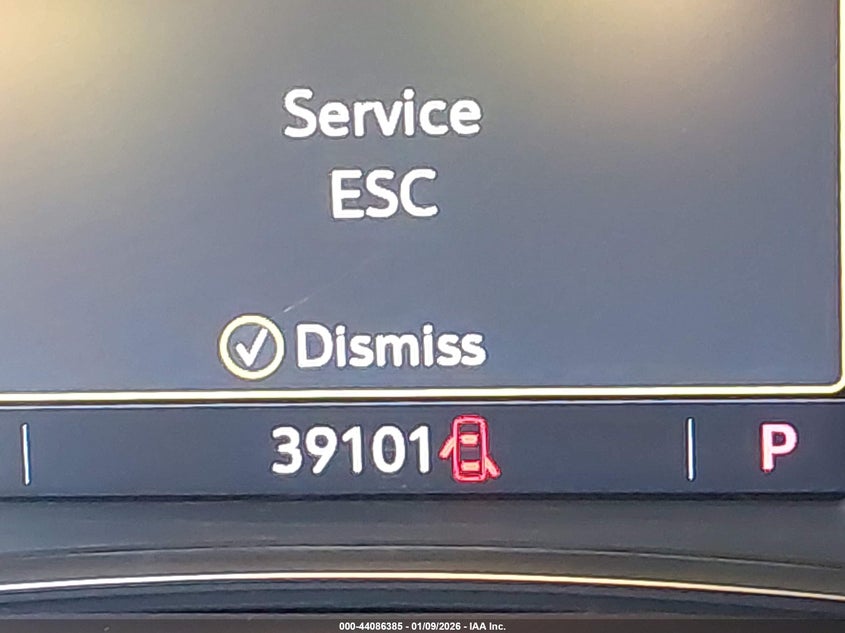 Service
ESC
Dismiss
39101
P
000-44086385 - 01/09/2026 - IAA Inc.